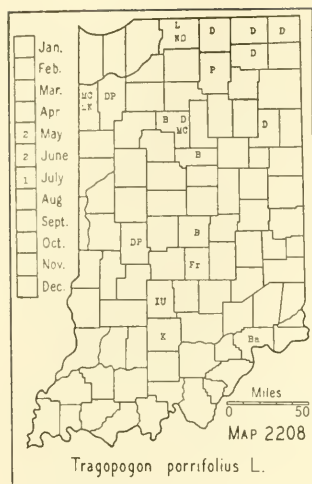 Jan.
Feb.
Mar.
Apr
2 May
2 June
1 July
Aug
Sept.
Oct.
Nov.
Dec.
L D D D
ND D
P
MC DP
LK
B D D
MC
B
DP B
Fr
IU
X
Ba
Miles
0 50
MAP 2208
Tragopogon porrifolius L.